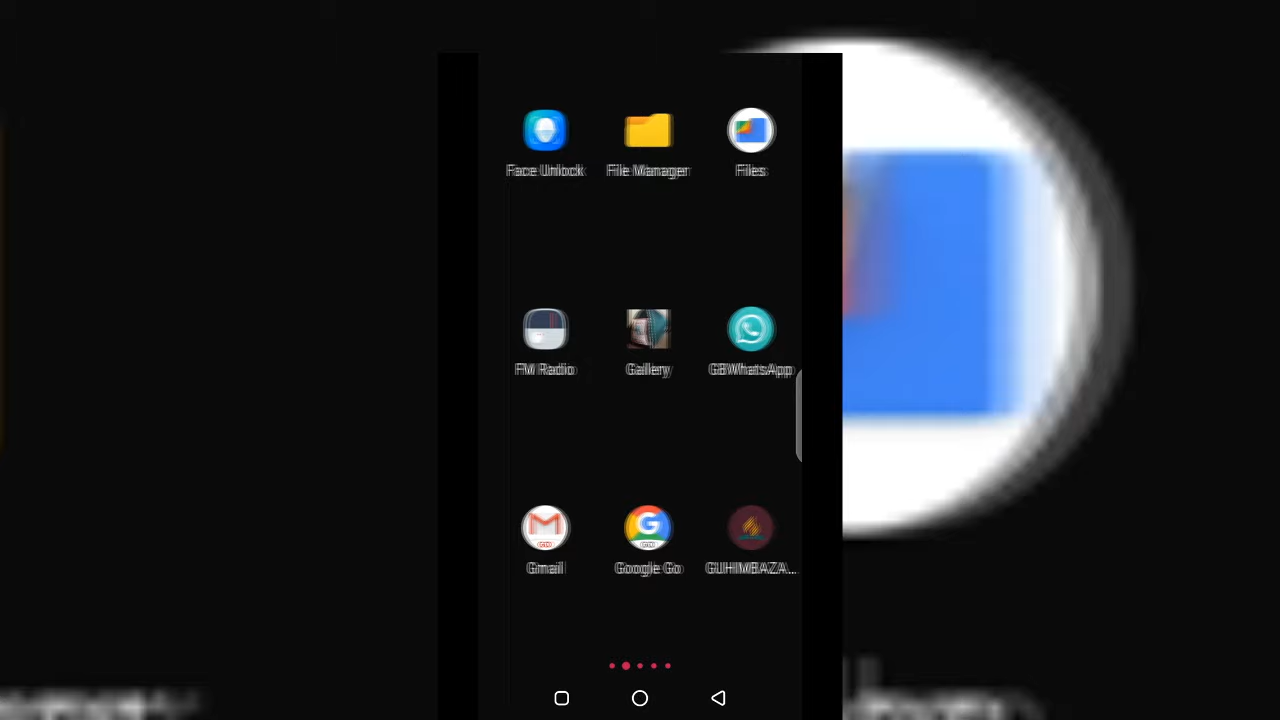 Face Unlock
File Manager
Files
FM Radio
Gallery
GBWhatsApp
Gmail
Google Go
GUHIMBAZA...